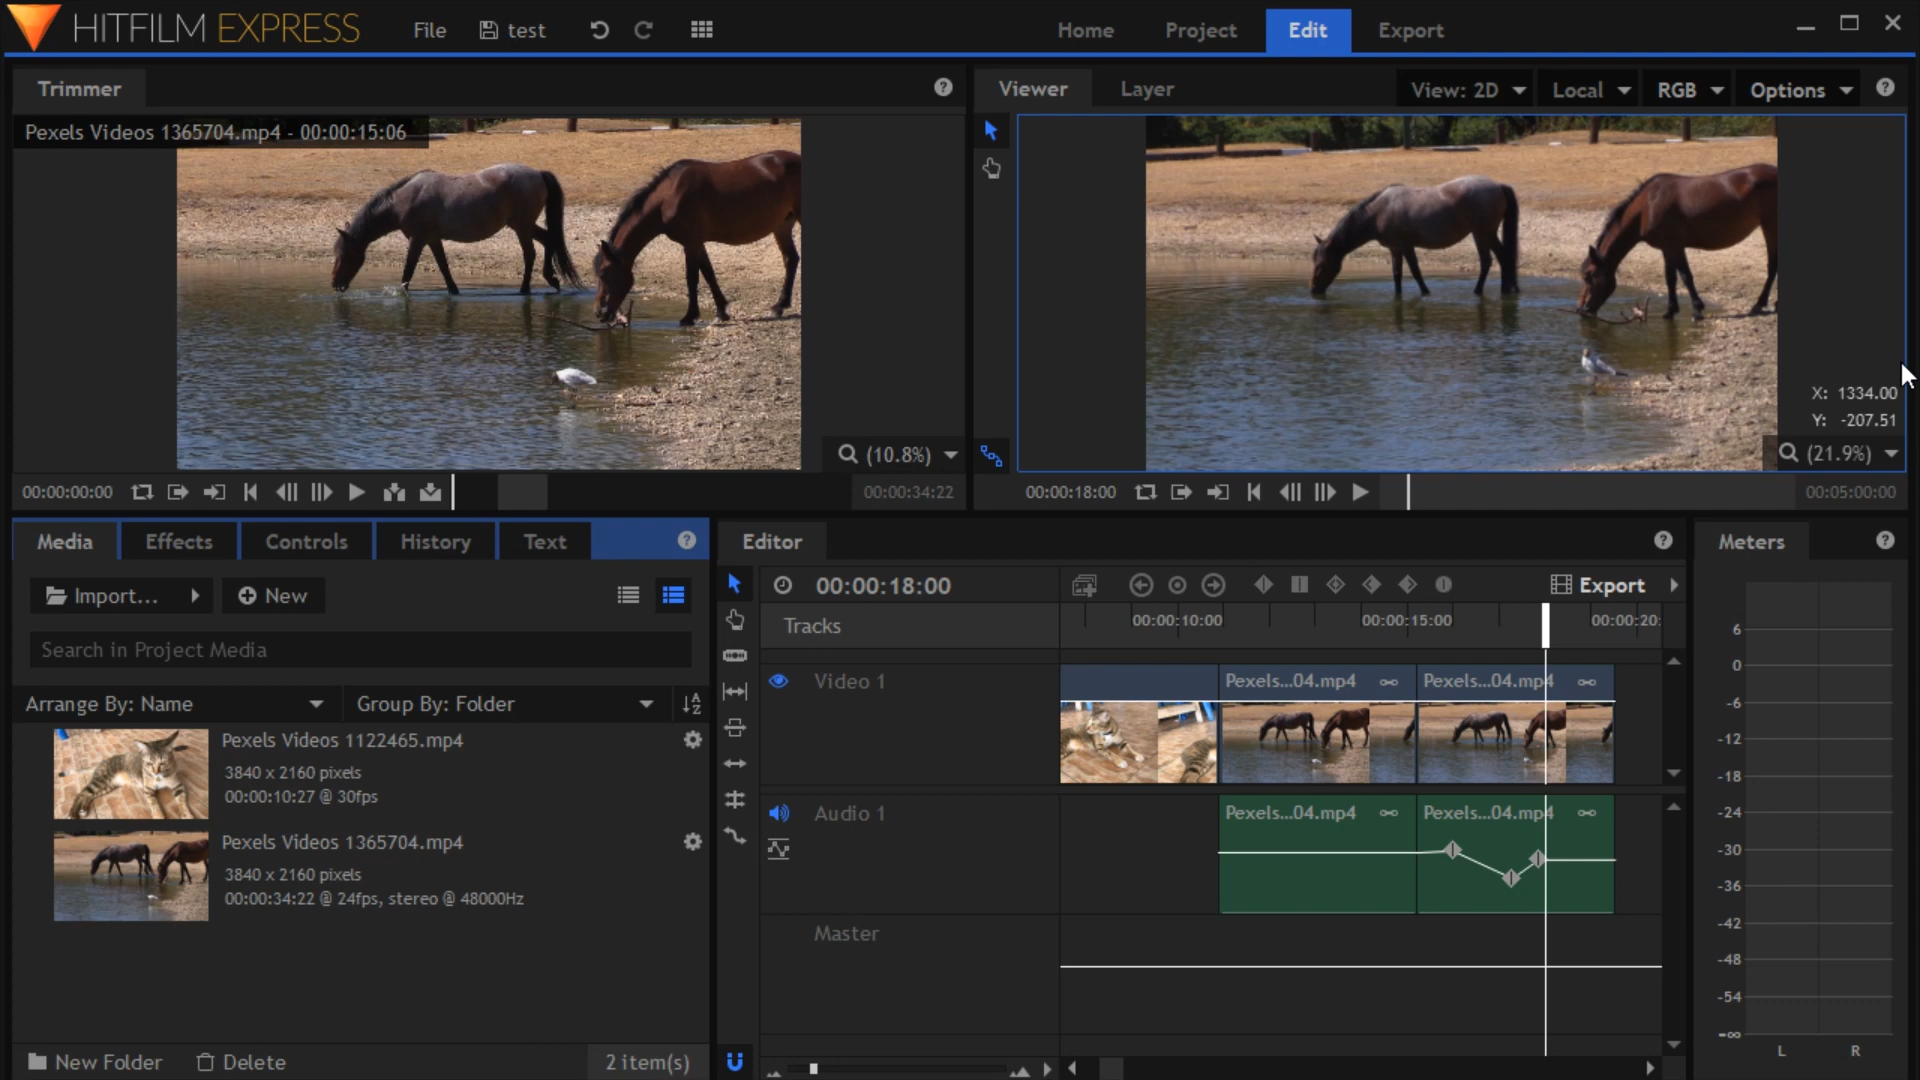 HITFILM EXPRESS
File
test
Home
Project
Edit
Export
Trimmer
Pexels Videos 1365704.mp4 - 00:00:15:06
(10.8%)
00:00:00:00
00:00:34:22
Viewer
Layer
View: 2D
Local
RGB
Options
X: 1334.00
Y: -207.51
(21.9%)
00:00:18:00
00:05:00:00
Media
Effects
Controls
History
Text
Import...
New
Search in Project Media
Arrange By: Name
Group By: Folder
Pexels Videos 1122465.mp4
3840 x 2160 pixels
00:00:10:27 @ 30fps
Pexels Videos 1365704.mp4
3840 x 2160 pixels
00:00:34:22 @ 24fps, stereo @ 48000Hz
New Folder
Delete
2 item(s)
Editor
00:00:18:00
Export
Tracks
00:00:10:00
00:00:15:00
00:00:20:
Video 1
Pexels...04.mp4
Pexels...04.mp4
Audio 1
Pexels...04.mp4
Pexels...04.mp4
Master
Meters
6
0
-6
-12
-18
-24
-30
-36
-42
-48
-54
-∞
L
R